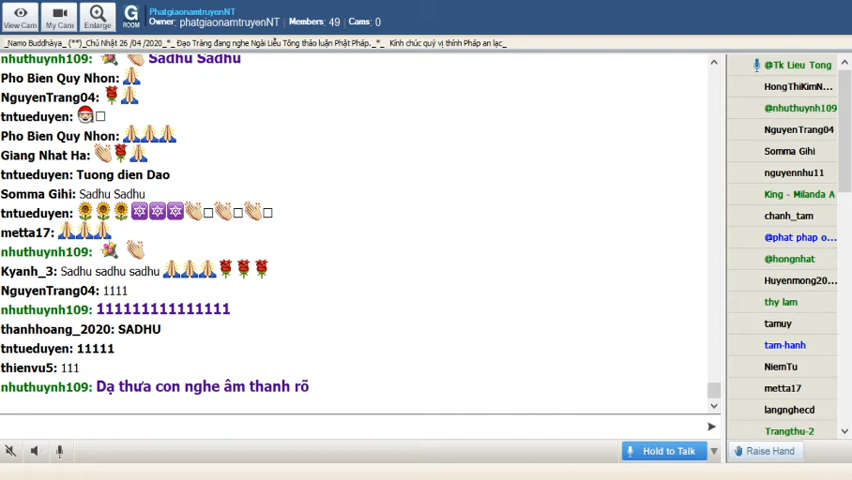 View Cam
My Cam
Enlarge
G ROOM
PhatgiaonamtruyenNT
Owner: phatgiaonamtruyenNT Members: 49 Cams: 0
_Namo Buddhàya_ (**)_Chủ Nhật 26 /04 /2020_*_ Đạo Tràng đang nghe Ngài Liễu Tông thảo luận Phật Pháp._*_ Kính chúc quý vị thính Pháp an lạc_
nhuthuynh109: Sadhu Sadhu
Pho Bien Quy Nhon:
NguyenTrang04:
tntueduyen:
Pho Bien Quy Nhon:
Giang Nhat Ha:
tntueduyen: Tuong dien Dao
Somma Gihi: Sadhu Sadhu
tntueduyen:
metta17:
nhuthuynh109:
Kyanh_3: Sadhu sadhu sadhu
NguyenTrang04: 1111
nhuthuynh109: 1111111111111111
thanhhoang_2020: SADHU
tntueduyen: 11111
thienvu5: 111
nhuthuynh109: Dạ thưa con nghe âm thanh rõ
@Tk Lieu Tong
HongThiKimN...
@nhuthuynh109
NguyenTrang04
Somma Gihi
nguyennhu11
King - Milanda A
chanh_tam
@phat phap o...
@hongnhat
Huyenmong20...
thy lam
tamuy
tam-hanh
NiemTu
metta17
langnghecd
Trangthu-2
Hold to Talk
Raise Hand